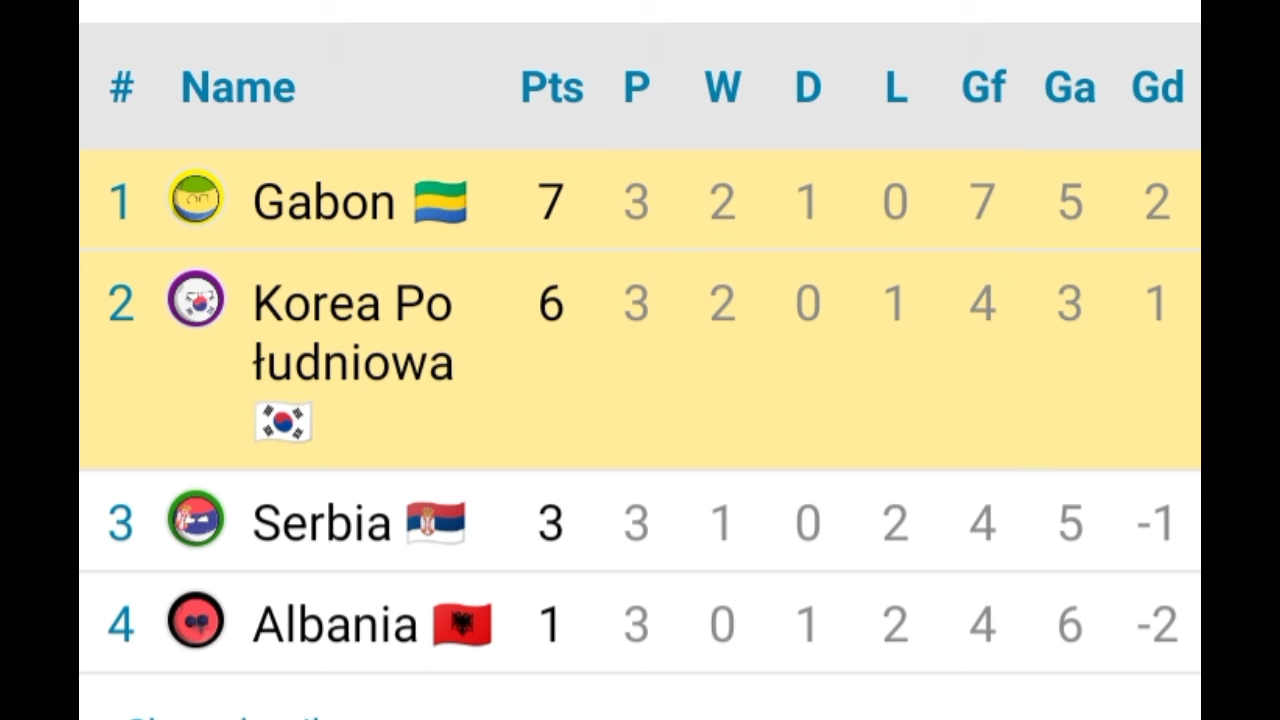 # Name Pts P W D L Gf Ga Gd
1 Gabon 7 3 2 1 0 7 5 2
2 Korea Po 6 3 2 0 1 4 3 1
łudniowa
3 Serbia 3 3 1 0 2 4 5 -1
4 Albania 1 3 0 1 2 4 6 -2